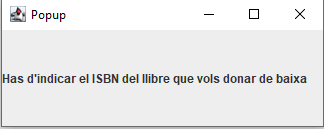 Popup
Has d'indicar el ISBN del llibre que vols donar de baixa